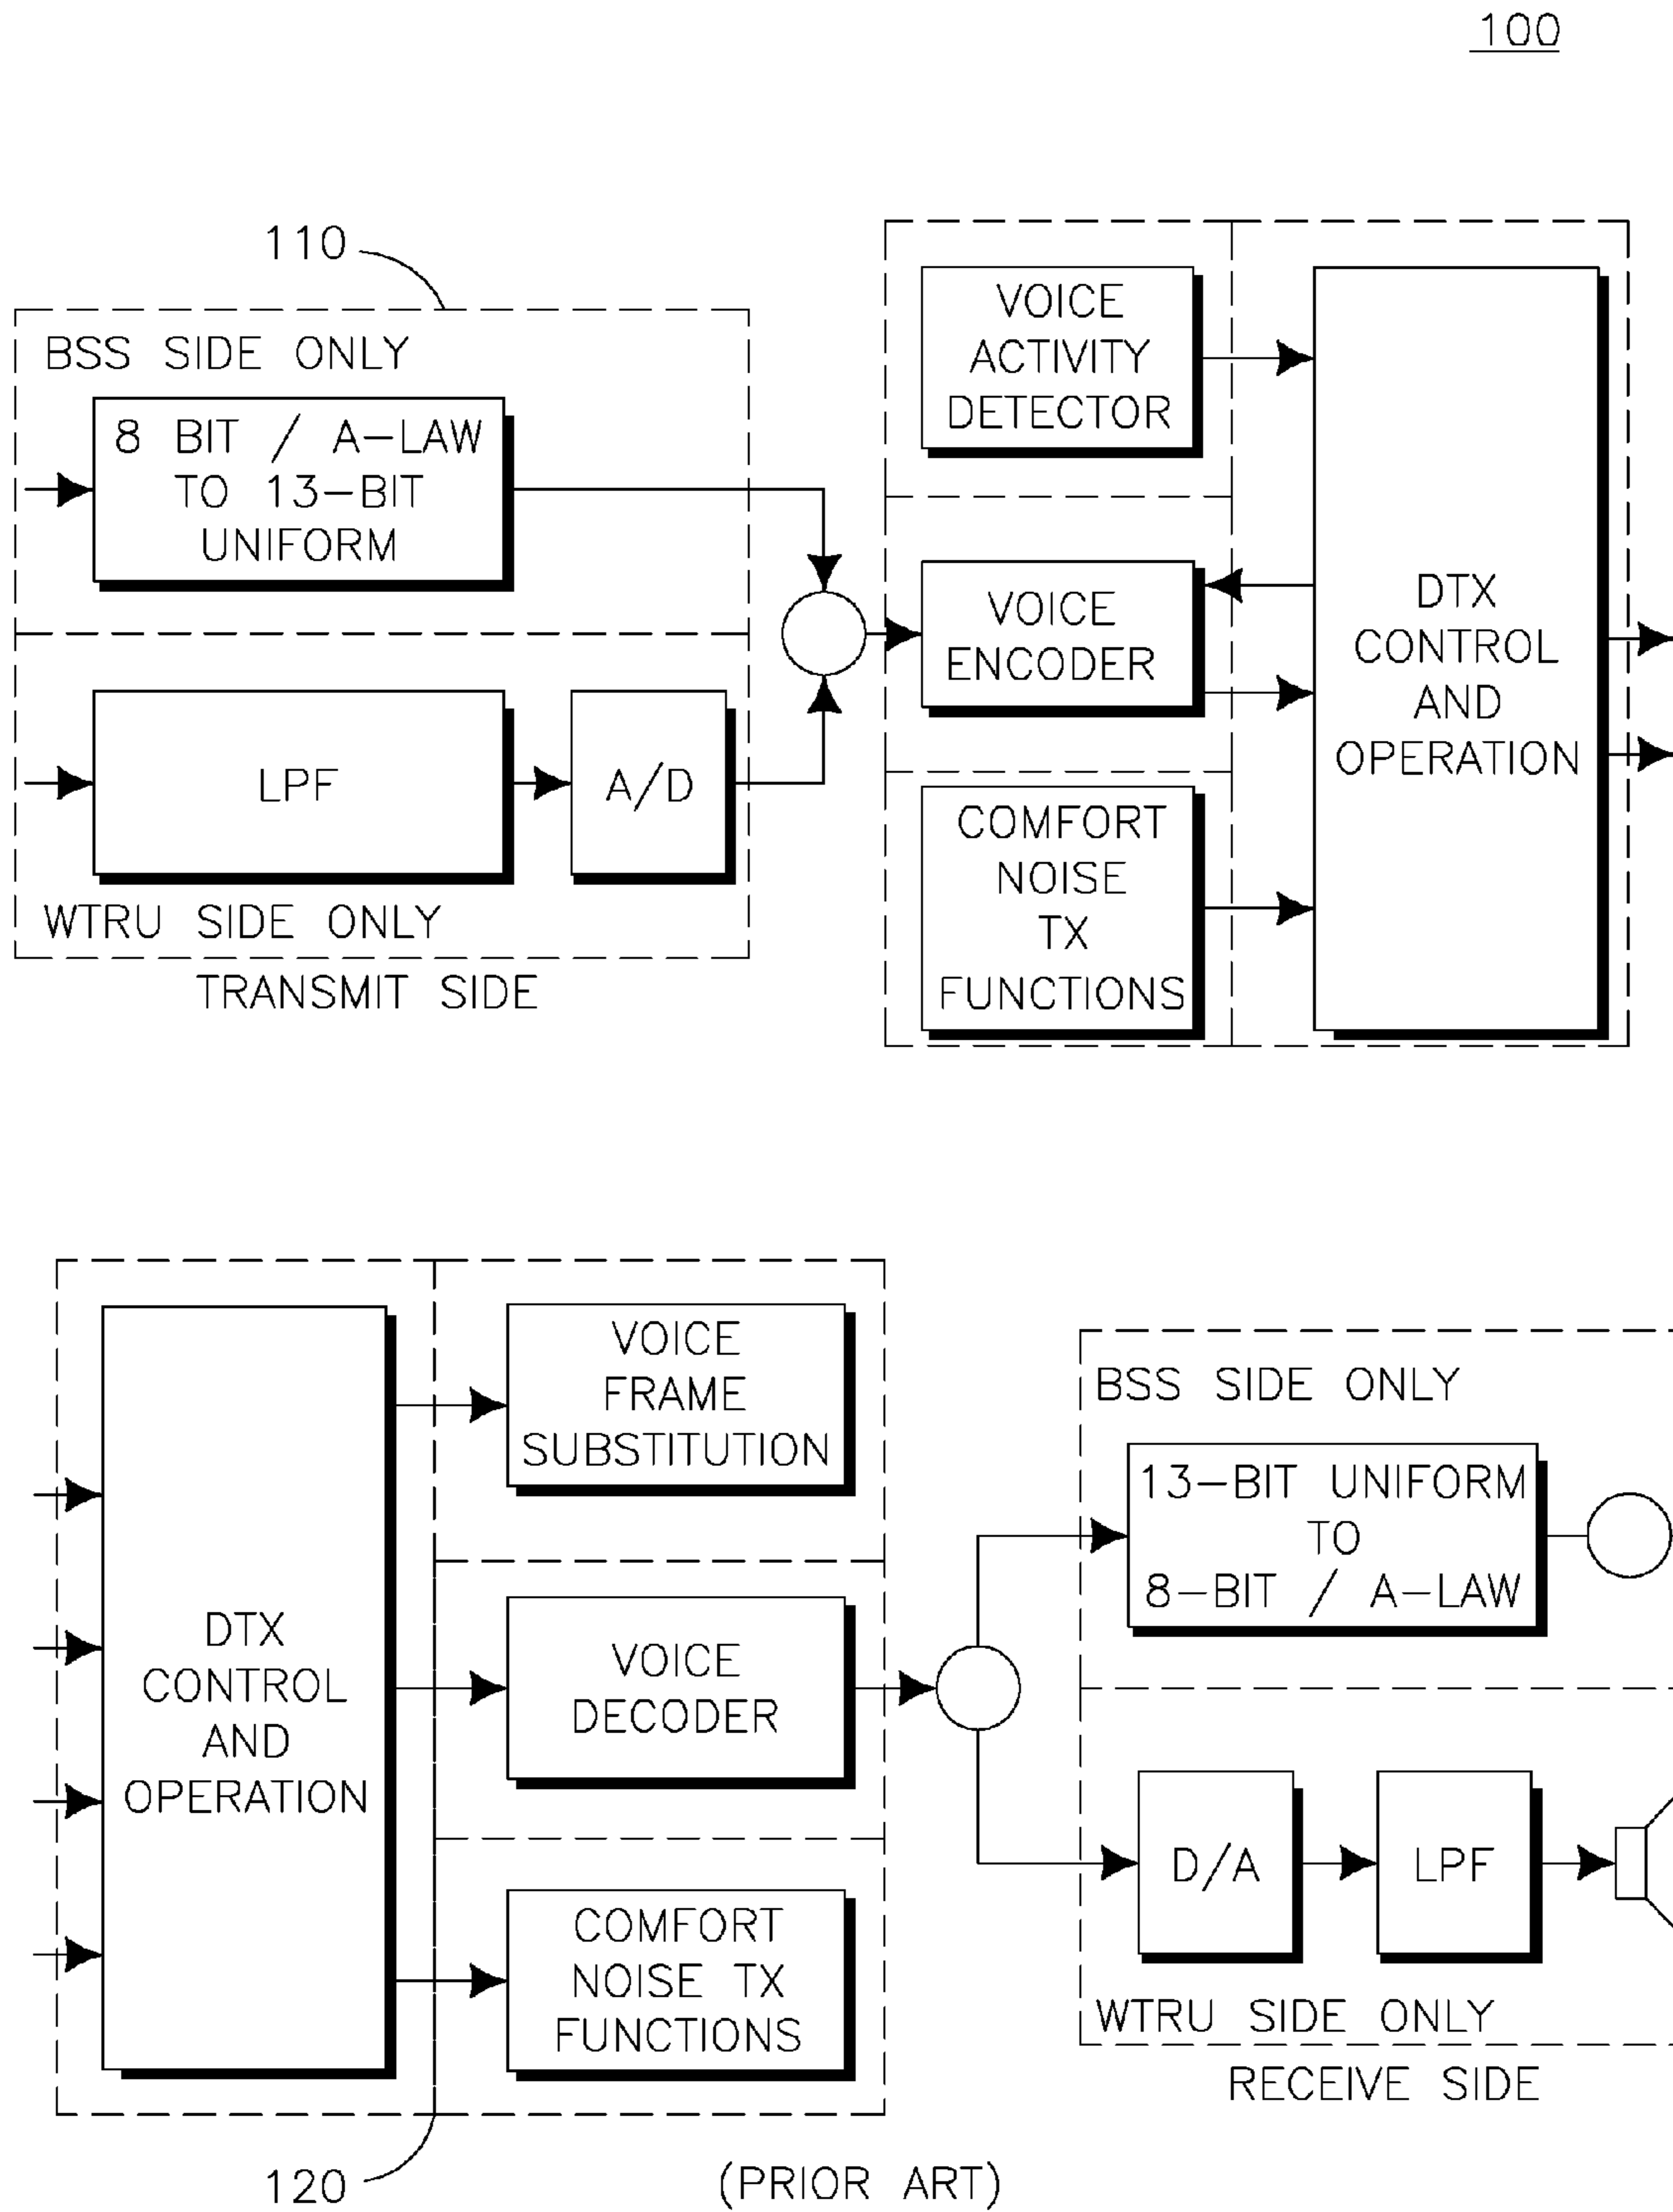 100
110
BSS SIDE ONLY
8 BIT / A-LAW
TO 13-BIT
UNIFORM
LPF
A/D
WTRU SIDE ONLY
TRANSMIT SIDE
VOICE
ACTIVITY
DETECTOR
VOICE
ENCODER
COMFORT
NOISE
TX
FUNCTIONS
DTX
CONTROL
AND
OPERATION
DTX
CONTROL
AND
OPERATION
VOICE
FRAME
SUBSTITUTION
VOICE
DECODER
COMFORT
NOISE TX
FUNCTIONS
BSS SIDE ONLY
13-BIT UNIFORM
TO
8-BIT / A-LAW
D/A
LPF
WTRU SIDE ONLY
RECEIVE SIDE
120
(PRIOR ART)